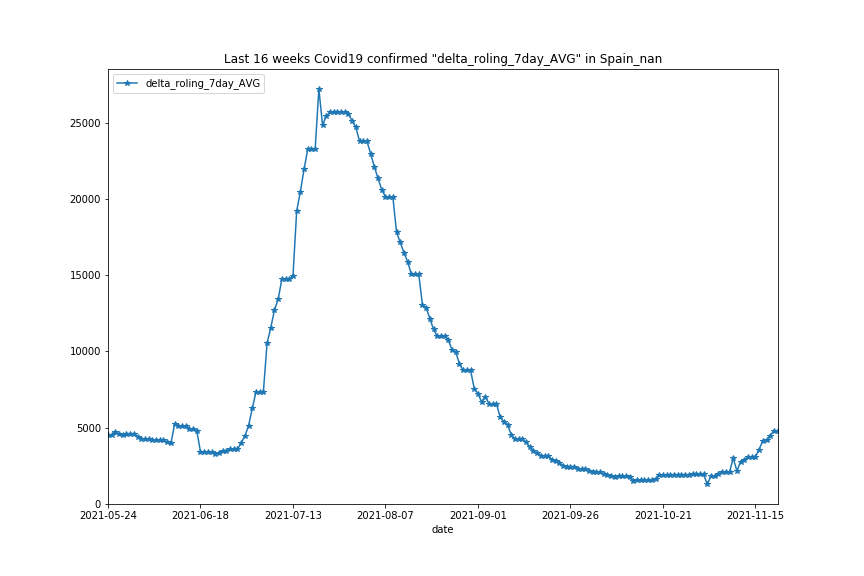 Last 16 weeks Covid19 confirmed "delta_roling_7day_AVG" in Spain_nan
delta_roling_7day_AVG
25000
20000
15000
10000
5000
0
2021-05-24 2021-06-18 2021-07-13 2021-08-07 2021-09-01 2021-09-26 2021-10-21 2021-11-15
date